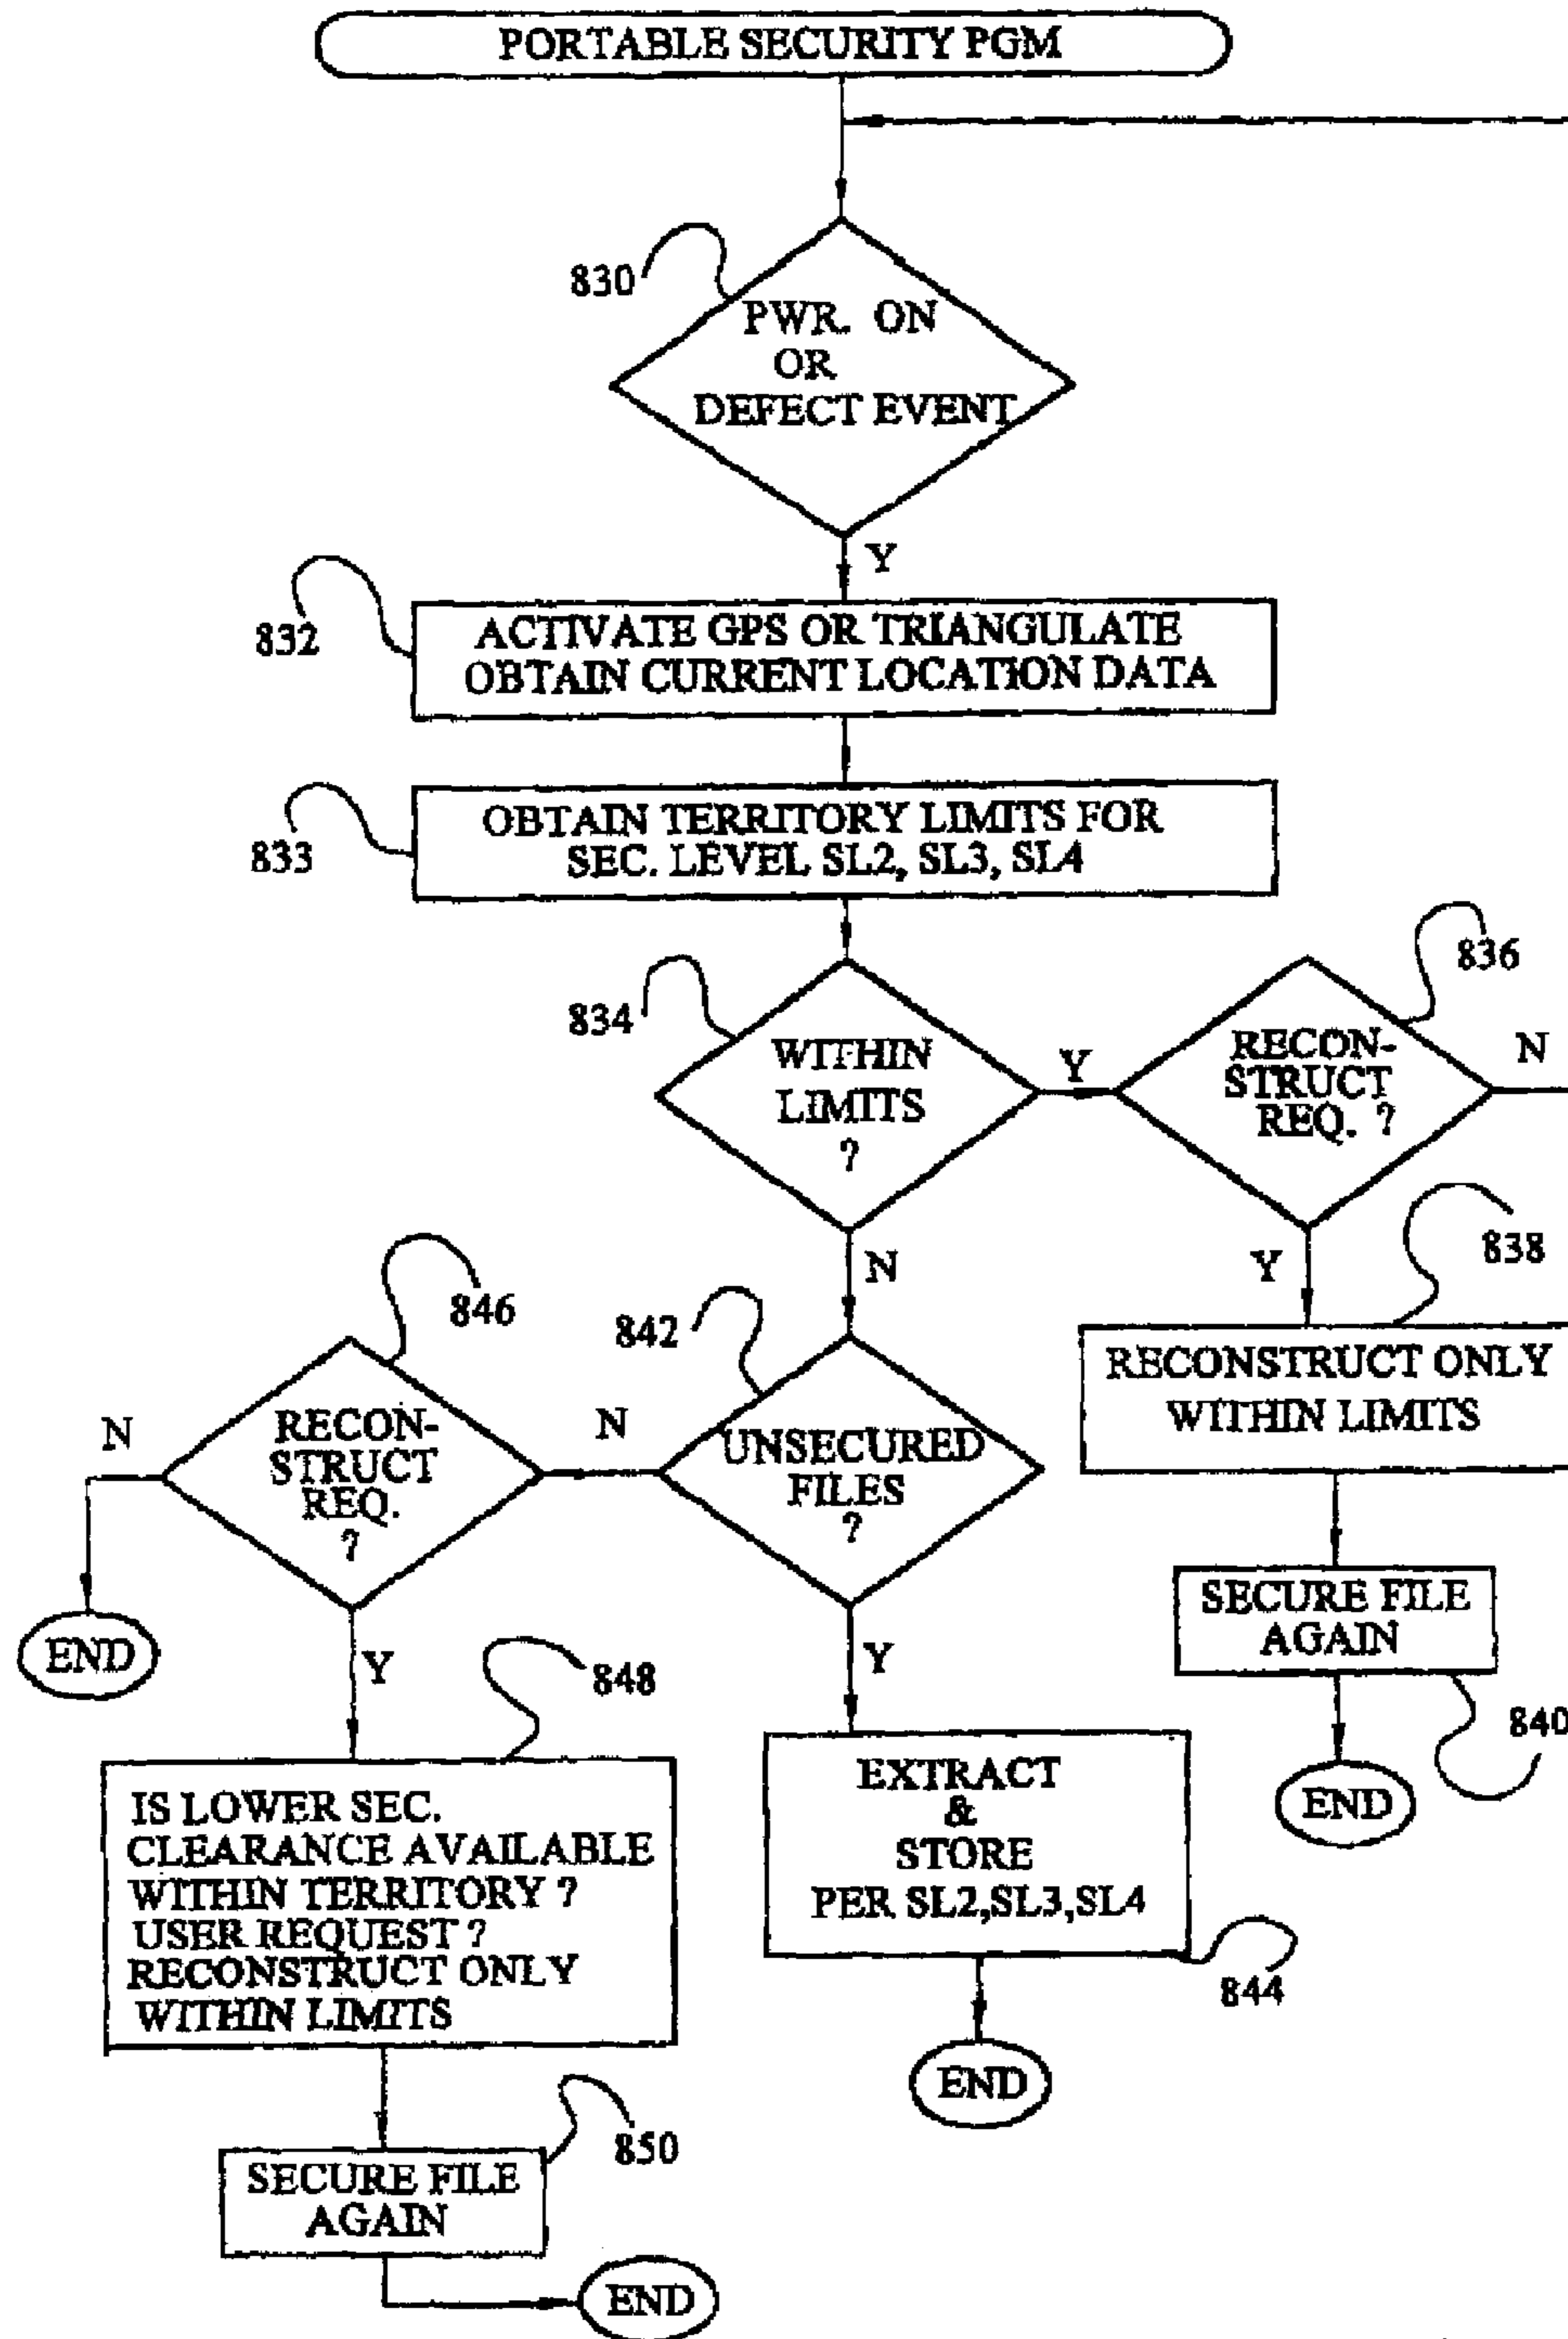 PORTABLE SECURITY PGM
830
PWR. ON
OR
DEFECT EVENT
Y
832
ACTIVATE GPS OR TRIANGULATE
OBTAIN CURRENT LOCATION DATA
833
OBTAIN TERRITORY LIMITS FOR
SEC. LEVEL SL2, SL3, SL4
834
WITHIN
LIMITS
?
Y
836
RECON-
STRUCT
REQ. ?
N
Y
838
RECONSTRUCT ONLY
WITHIN LIMITS
SECURE FILE
AGAIN
840
END
N
842
UNSECURED
FILES
?
N
846
RECON-
STRUCT
REQ.
?
N
END
Y
848
IS LOWER SEC.
CLEARANCE AVAILABLE
WITHIN TERRITORY ?
USER REQUEST ?
RECONSTRUCT ONLY
WITHIN LIMITS
Y
EXTRACT
&
STORE
PER SL2,SL3,SL4
844
END
850
SECURE FILE
AGAIN
END